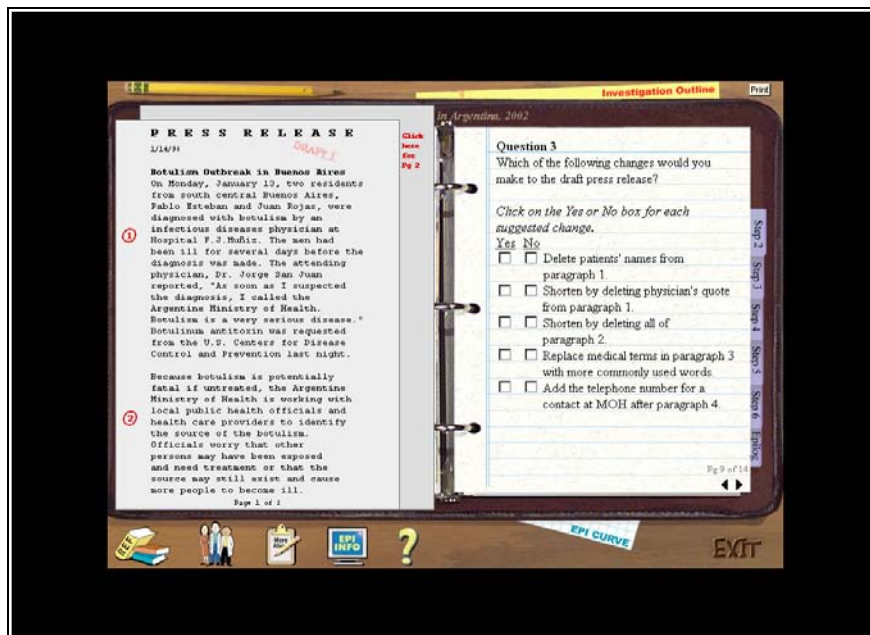 Investigation Outline
Print
in Argentina, 2002
PRESS RELEASE
1/14/98
DRAFT 1
Click
here
for
Pg 2
Botulism Outbreak in Buenos Aires
On Monday, January 13, two residents
from south central Buenos Aires,
Pablo Esteban and Juan Rojas, were
diagnosed with botulism by an
infectious diseases physician at
Hospital F.J.Muñiz. The men had
been ill for several days before the
diagnosis was made. The attending
physician, Dr. Jorge San Juan
reported, "As soon as I suspected
the diagnosis, I called the
Argentine Ministry of Health.
Botulism is a very serious disease."
Botulinum antitoxin was requested
from the U.S. Centers for Disease
Control and Prevention last night.
1
Because botulism is potentially
fatal if untreated, the Argentine
Ministry of Health is working with
local public health officials and
health care providers to identify
the source of the botulism.
Officials worry that other
persons may have been exposed
and need treatment or that the
source may still exist and cause
more people to become ill.
2
Page 1 of 2
Question 3
Which of the following changes would you
make to the draft press release?
Click on the Yes or No box for each
suggested change.
Yes No
Delete patients' names from
paragraph 1.
Shorten by deleting physician's quote
from paragraph 1.
Shorten by deleting all of
paragraph 2.
Replace medical terms in paragraph 3
with more commonly used words.
Add the telephone number for a
contact at MOH after paragraph 4.
Pg 9 of 14
Step 2
Step 3
Step 4
Step 5
Step 6
Epilog
REF
EPI
INFO
?
EPI CURVE
EXIT